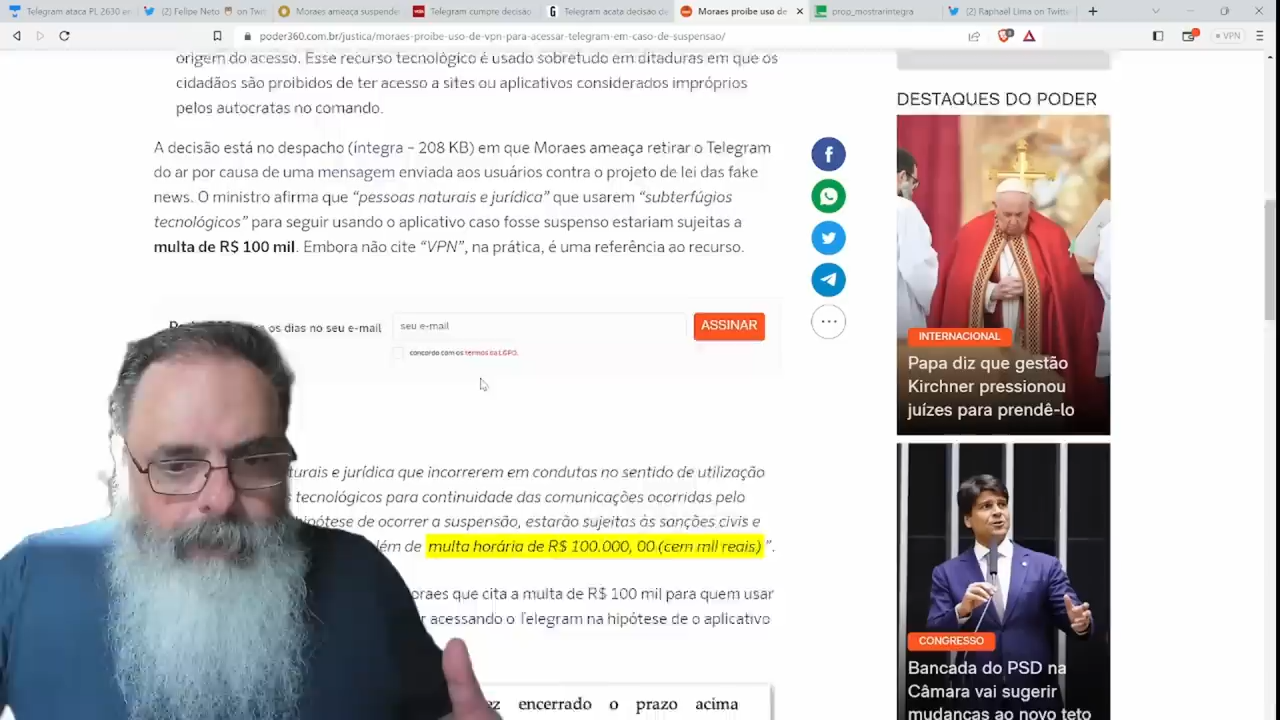 Telegram ataca PL 2630 en
(2) Felipe Neto on Twi
Moraes ameaça suspende
Telegram cumpre decisão
Telegram acata decisão de
Moraes proíbe uso de
prop_mostrarintegra
(2) Raphaël Lima on Twitte
poder360.com.br/justica/moraes-proibe-uso-de-vpn-para-acessar-telegram-em-caso-de-suspensao/
VPN
origem do acesso. Esse recurso tecnológico é usado sobretudo em ditaduras em que os
cidadãos são proibidos de ter acesso a sites ou aplicativos considerados impróprios
pelos autocratas no comando.
A decisão está no despacho (íntegra – 208 KB) em que Moraes ameaça retirar o Telegram
do ar por causa de uma mensagem enviada aos usuários contra o projeto de lei das fake
news. O ministro afirma que “pessoas naturais e jurídica” que usarem “subterfúgios
tecnológicos” para seguir usando o aplicativo caso fosse suspenso estariam sujeitas a
multa de R$ 100 mil. Embora não cite “VPN”, na prática, é uma referência ao recurso.
os dias no seu e-mail
seu e-mail
ASSINAR
concordo com os termos da LGPD.
turais e jurídica que incorrerem em condutas no sentido de utilização
tecnológicos para continuidade das comunicações ocorridas pelo
hipótese de ocorrer a suspensão, estarão sujeitas às sanções civis e
lém de multa horária de R$ 100.000, 00 (cem mil reais) ”.
oraes que cita a multa de R$ 100 mil para quem usar
r acessando o Telegram na hipótese de o aplicativo
ez encerrado o prazo acima
DESTAQUES DO PODER
INTERNACIONAL
Papa diz que gestão
Kirchner pressionou
juízes para prendê-lo
CONGRESSO
Bancada do PSD na
Câmara vai sugerir
mudanças ao novo teto